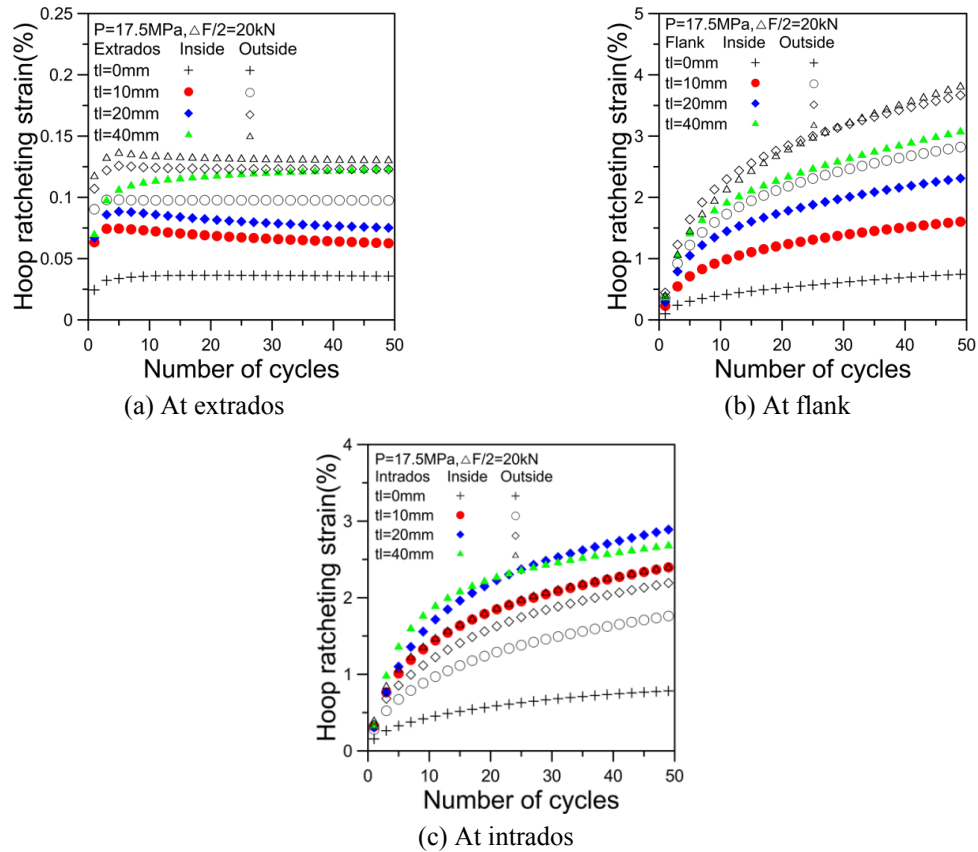 P=17.5MPa,△F/2=20kN
Extrados Inside Outside
tl=0mm
tl=10mm
tl=20mm
tl=40mm
Hoop ratcheting strain(%)
0.25
0.2
0.15
0.1
0.05
0
0 10 20 30 40 50
Number of cycles
(a) At extrados
P=17.5MPa,△F/2=20kN
Flank Inside Outside
tl=0mm
tl=10mm
tl=20mm
tl=40mm
Hoop ratcheting strain(%)
5
4
3
2
1
0
0 10 20 30 40 50
Number of cycles
(b) At flank
P=17.5MPa,△F/2=20kN
Intrados Inside Outside
tl=0mm
tl=10mm
tl=20mm
tl=40mm
Hoop ratcheting strain(%)
4
3
2
1
0
0 10 20 30 40 50
Number of cycles
(c) At intrados